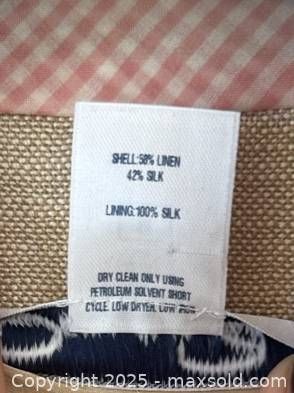 SHELL:58% LINEN
42% SILK
LINING:100% SILK
DRY CLEAN ONLY USING
PETROLEUM SOLVENT SHORT
CYCLE. LOW DRYER, LOW IRON
Copyright © 2025 - maxsold.com